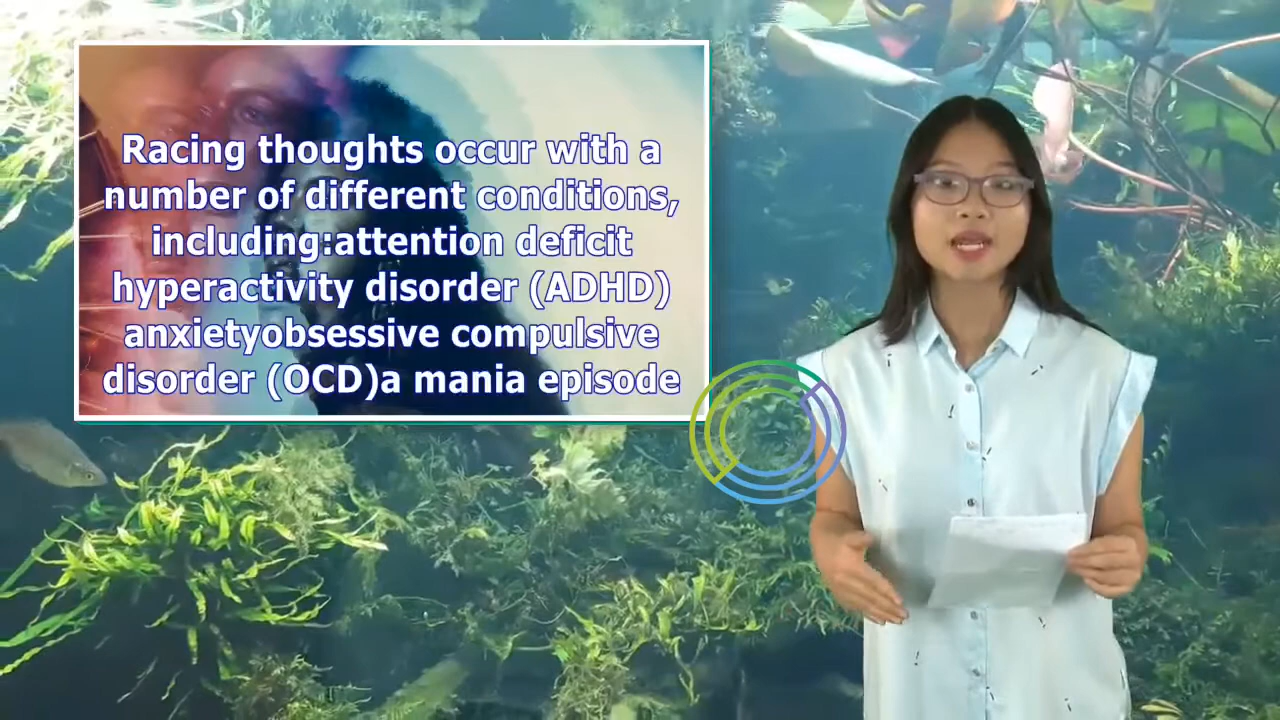 Racing thoughts occur with a
number of different conditions,
including:attention deficit
hyperactivity disorder (ADHD)
anxietyobsessive compulsive
disorder (OCD)a mania episode